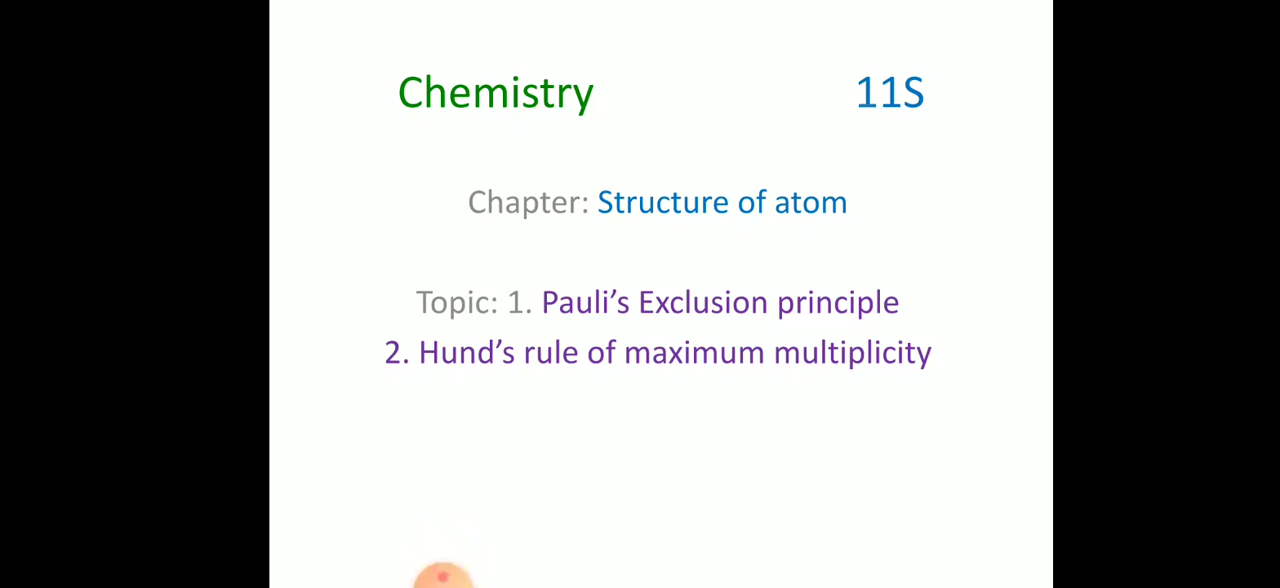 Chemistry 11S
Chapter: Structure of atom
Topic: 1. Pauli’s Exclusion principle
2. Hund’s rule of maximum multiplicity